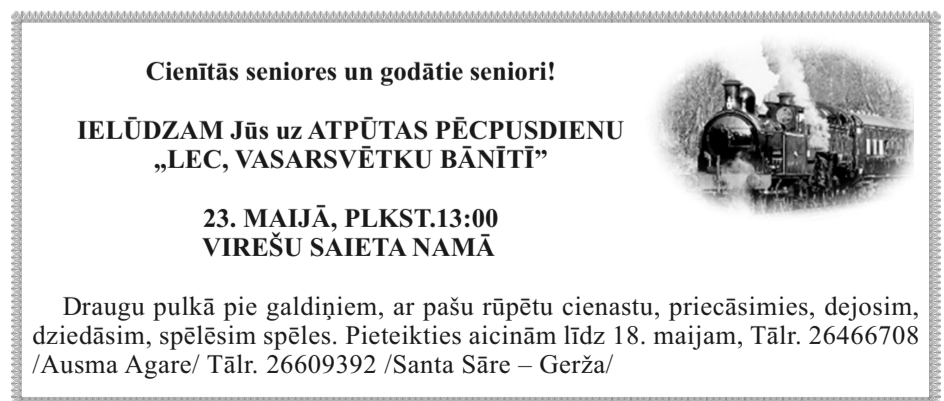 Cienītās seniores un godātie seniori!
IELŪDZAM Jūs uz ATPŪTAS PĒCPUSDIENU
„LEC, VASARSVĒTKU BĀNĪTĪ”
23. MAIJĀ, PLKST.13:00
VIREŠU SAIETA NAMĀ
Draugu pulkā pie galdiņiem, ar pašu rūpētu cienastu, priecāsimies, dejosim,
dziedāsim, spēlēsim spēles. Pieteikties aicinām līdz 18. maijam, Tālr. 26466708
/Ausma Agare/ Tālr. 26609392 /Santa Sāre – Gerža/